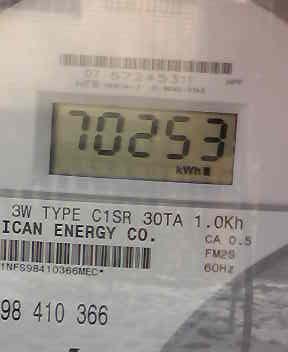 70253
kWh
3W TYPE C1SR 30TA 1.0Kh
ICAN ENERGY CO.
CA 0.5
FM2S
60HZ
1NFS98410366MEC*
98 410 366